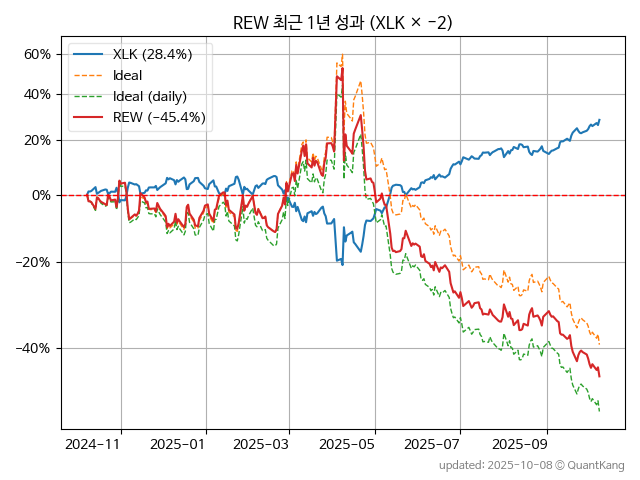 REW 최근 1년 성과 (XLK × −2)
60%
40%
20%
0%
−20%
−40%
XLK (28.4%)
Ideal
Ideal (daily)
REW (−45.4%)
2024−11
2025−01
2025−03
2025−05
2025−07
2025−09
updated: 2025-10-08 © QuantKang